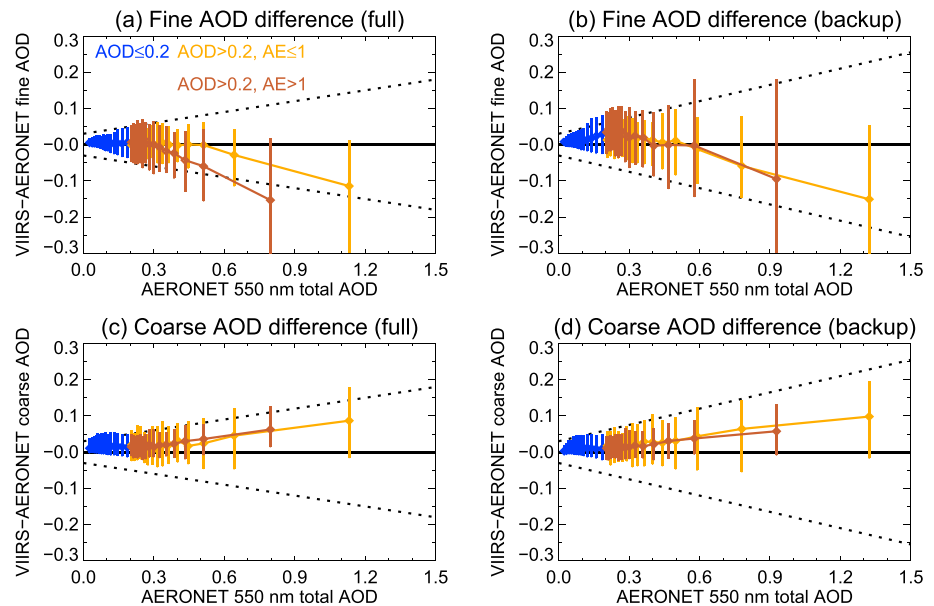 (a) Fine AOD difference (full)
VIIRS−AERONET fine AOD
0.3
0.2
0.1
−0.0
−0.1
−0.2
−0.3
AOD≤0.2
AOD>0.2, AE≤1
AOD>0.2, AE>1
0.0 0.3 0.6 0.9 1.2 1.5
AERONET 550 nm total AOD
(b) Fine AOD difference (backup)
VIIRS−AERONET fine AOD
0.3
0.2
0.1
−0.0
−0.1
−0.2
−0.3
0.0 0.3 0.6 0.9 1.2 1.5
AERONET 550 nm total AOD
(c) Coarse AOD difference (full)
VIIRS−AERONET coarse AOD
0.3
0.2
0.1
−0.0
−0.1
−0.2
−0.3
0.0 0.3 0.6 0.9 1.2 1.5
AERONET 550 nm total AOD
(d) Coarse AOD difference (backup)
VIIRS−AERONET coarse AOD
0.3
0.2
0.1
−0.0
−0.1
−0.2
−0.3
0.0 0.3 0.6 0.9 1.2 1.5
AERONET 550 nm total AOD